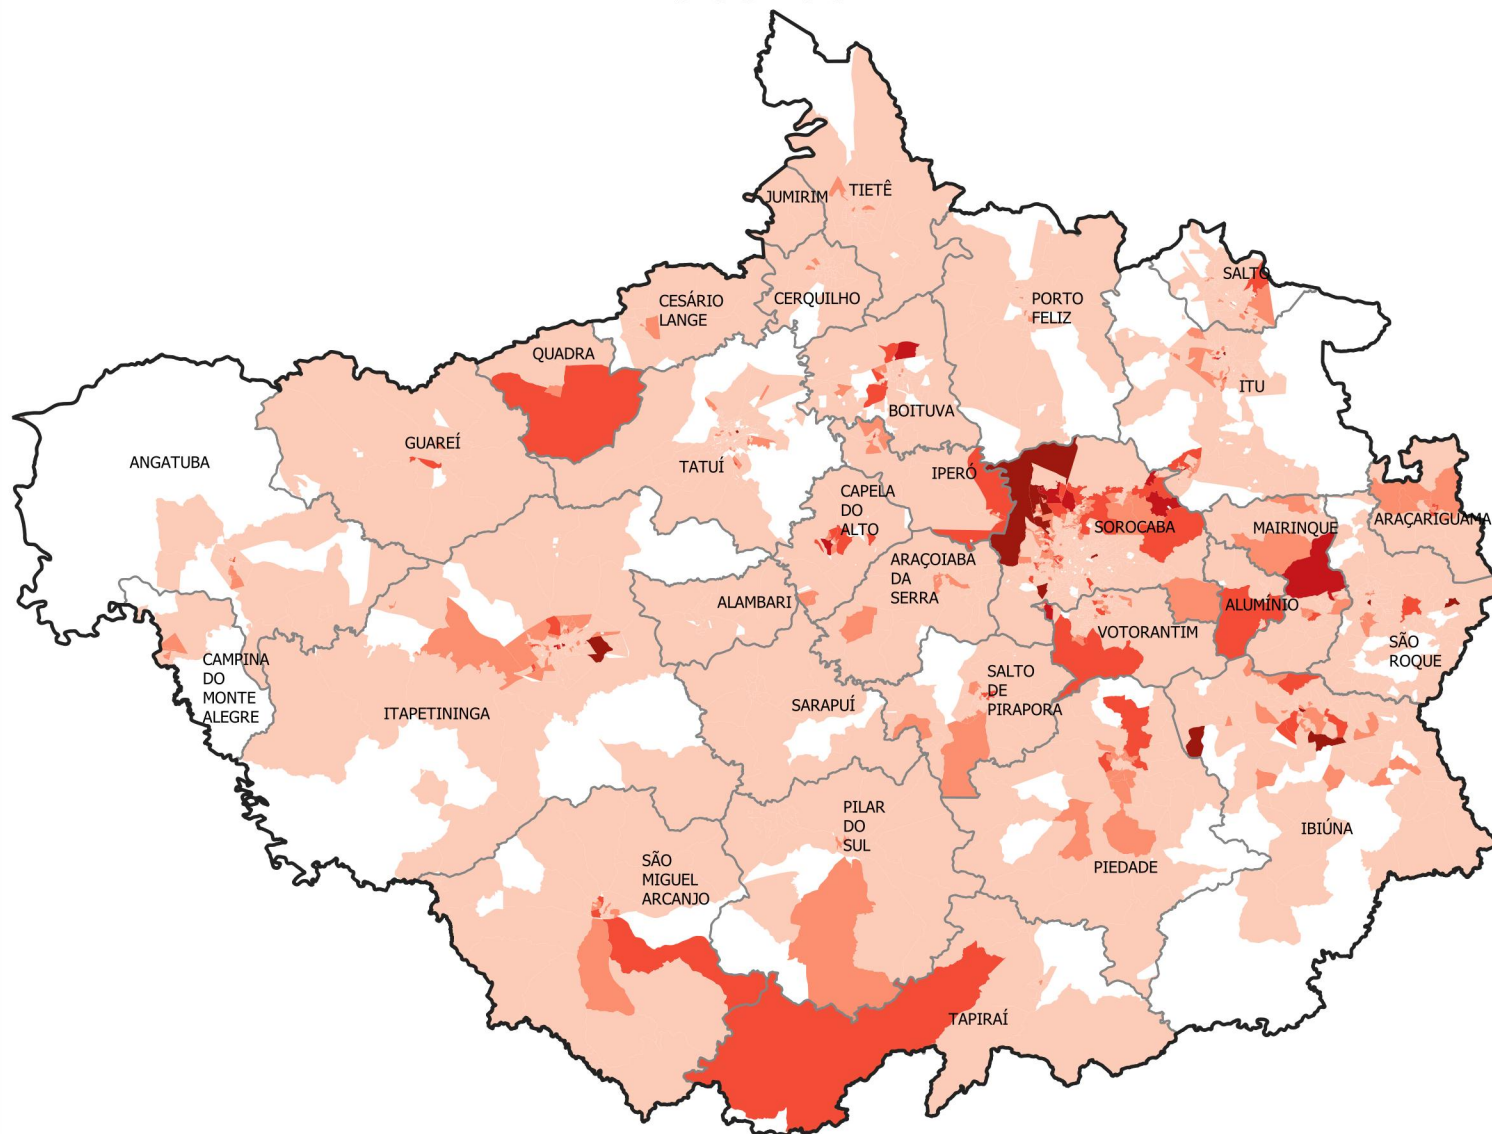 TIETÊ
JUMIRIM
SALTO
CESÁRIO
LANGE
CERQUILHO
PORTO
FELIZ
QUADRA
ITU
BOITUVA
GUAREÍ
ANGATUBA
TATUÍ
IPERÓ
CAPELA
DO
ALTO
SOROCABA
MAIRINQUE
ARAÇARIGUAMA
ARAÇOIABA
DA
SERRA
ALAMBARI
ALUMÍNIO
VOTORANTIM
SÃO
ROQUE
CAMPINA
DO
MONTE
ALEGRE
ITAPETININGA
SARAPUÍ
SALTO
DE
PIRAPORA
PILAR
DO
SUL
IBIÚNA
SÃO
MIGUEL
ARCANJO
PIEDADE
TAPIRAÍ